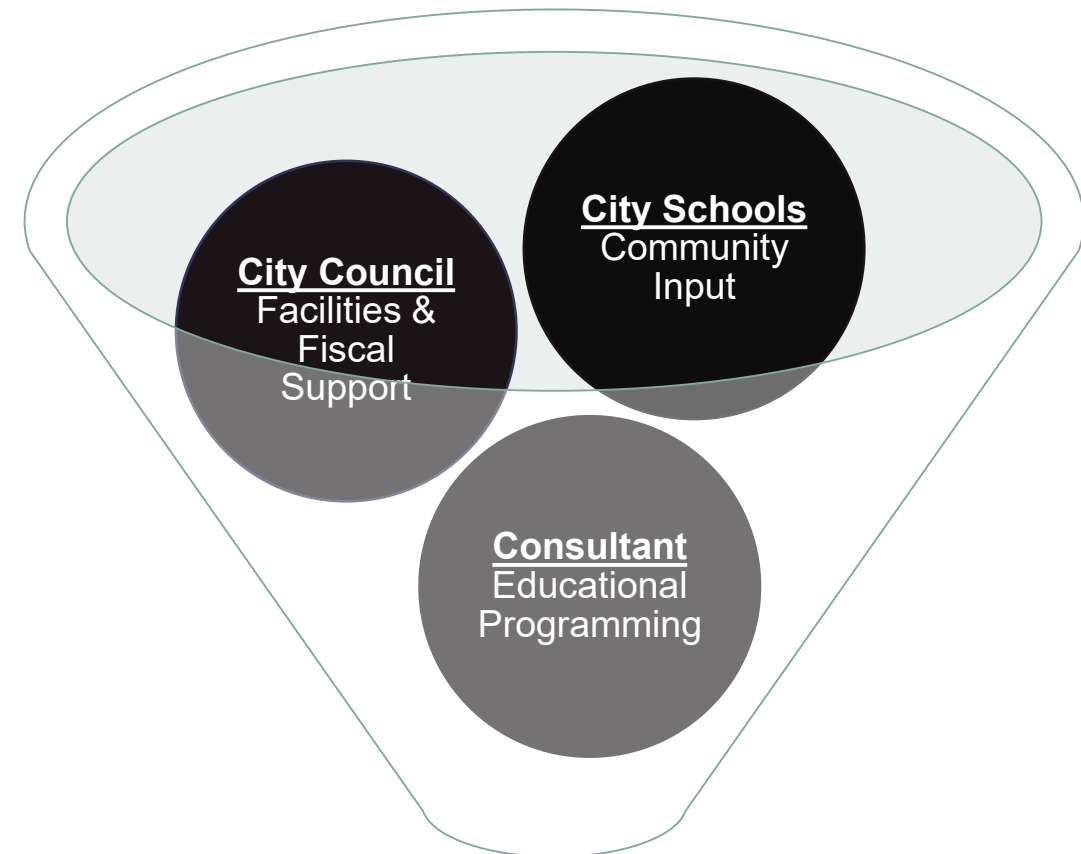 City Council
Facilities &
Fiscal
Support
City Schools
Community
Input
Consultant
Educational
Programming